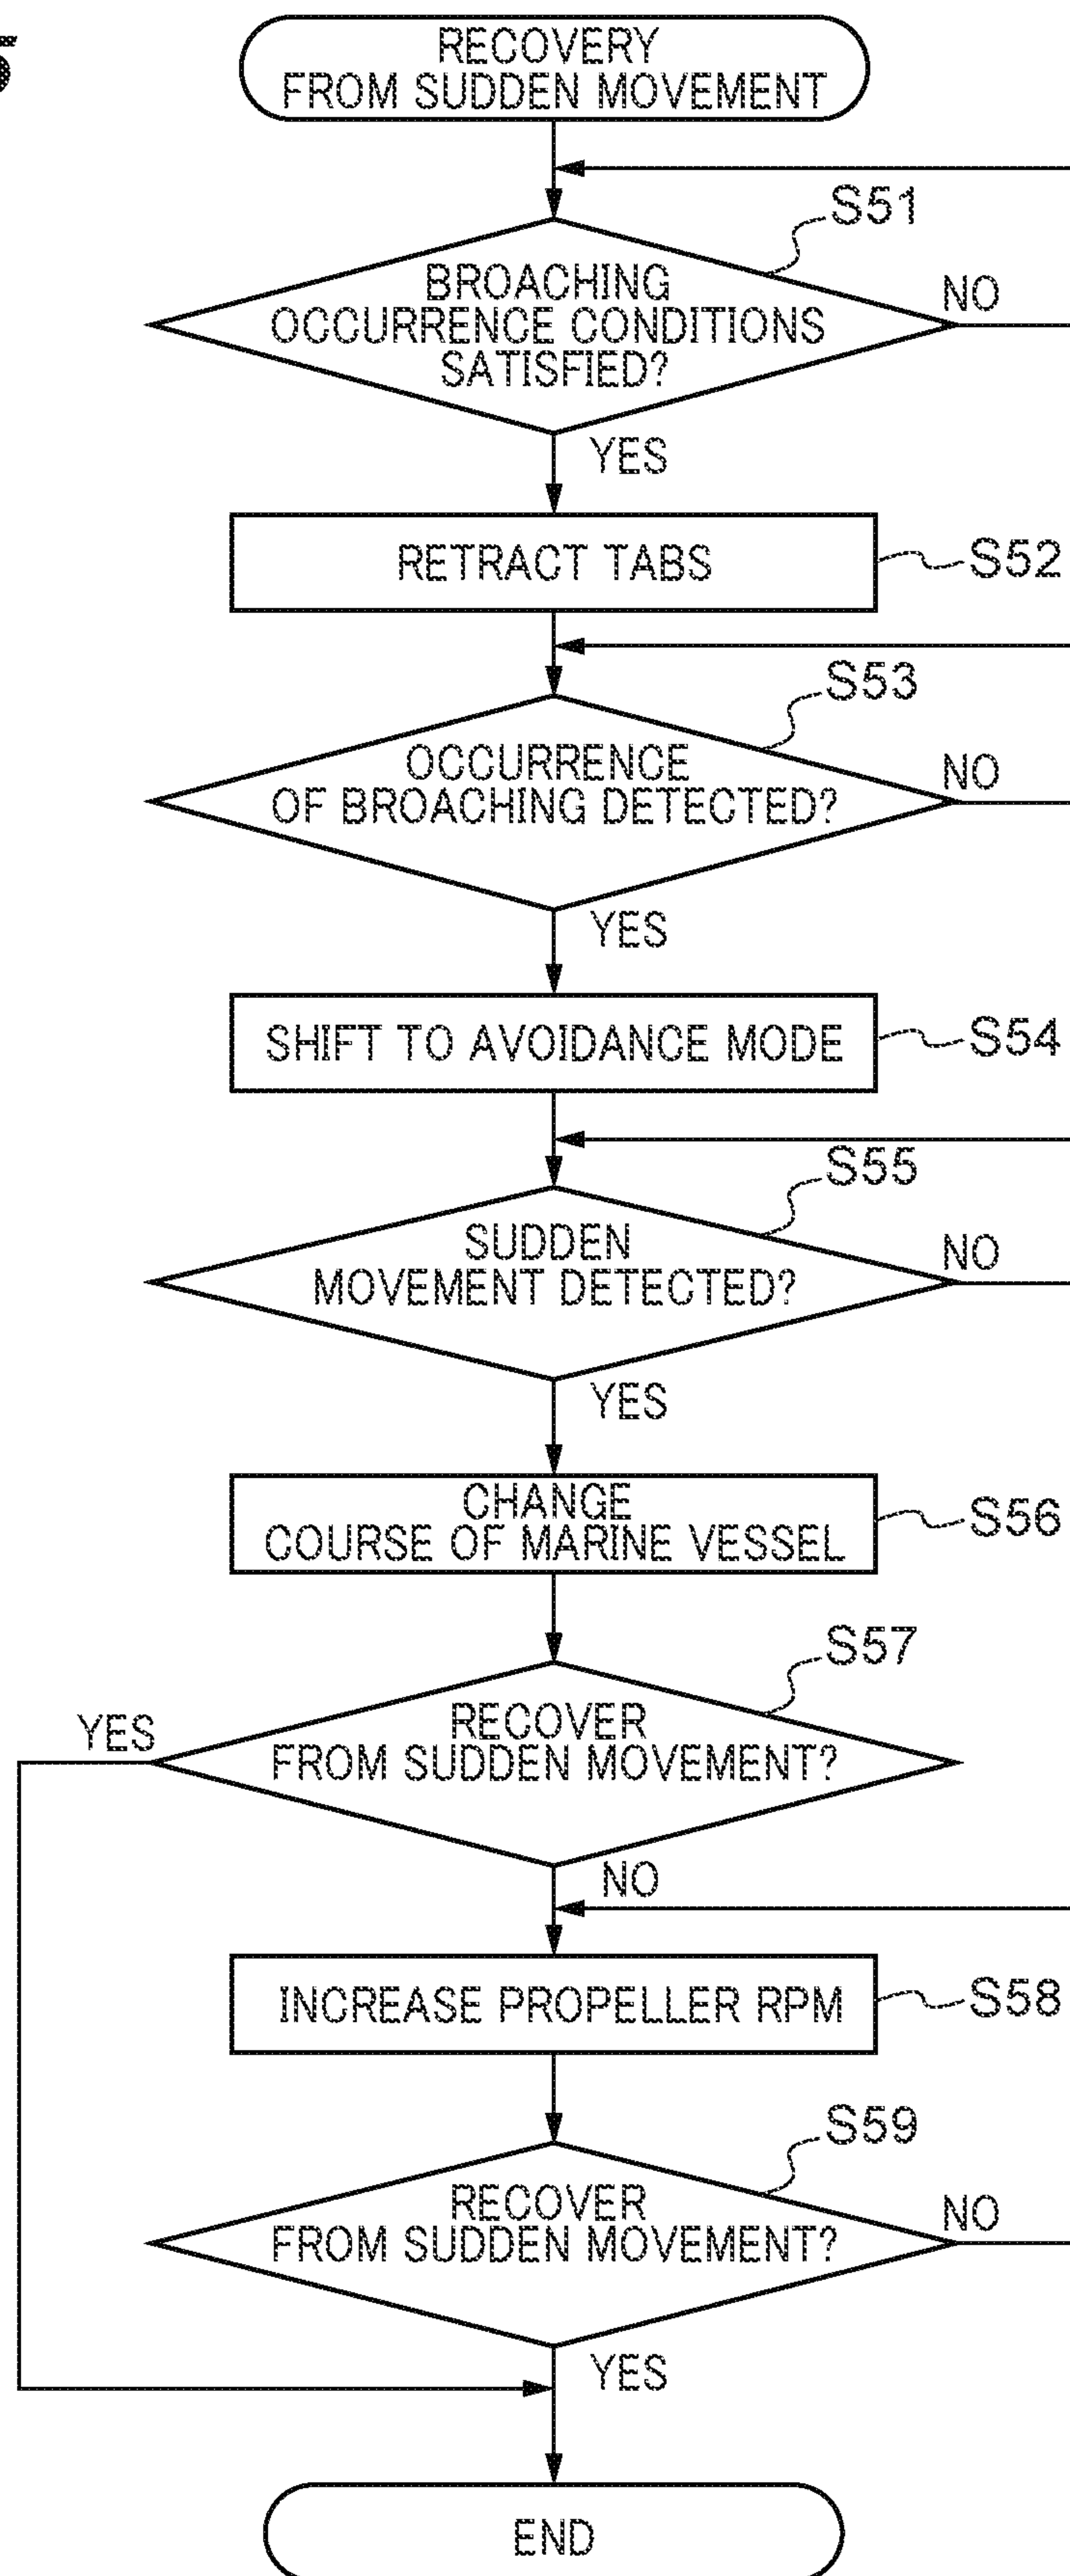 RECOVERY
FROM SUDDEN MOVEMENT
S51
BROACHING
OCCURRENCE CONDITIONS
SATISFIED?
NO
YES
RETRACT TABS
S52
S53
OCCURRENCE
OF BROACHING DETECTED?
NO
YES
SHIFT TO AVOIDANCE MODE
S54
S55
SUDDEN
MOVEMENT DETECTED?
NO
YES
CHANGE
COURSE OF MARINE VESSEL
S56
S57
RECOVER
FROM SUDDEN MOVEMENT?
YES
NO
INCREASE PROPELLER RPM
S58
S59
RECOVER
FROM SUDDEN MOVEMENT?
NO
YES
END